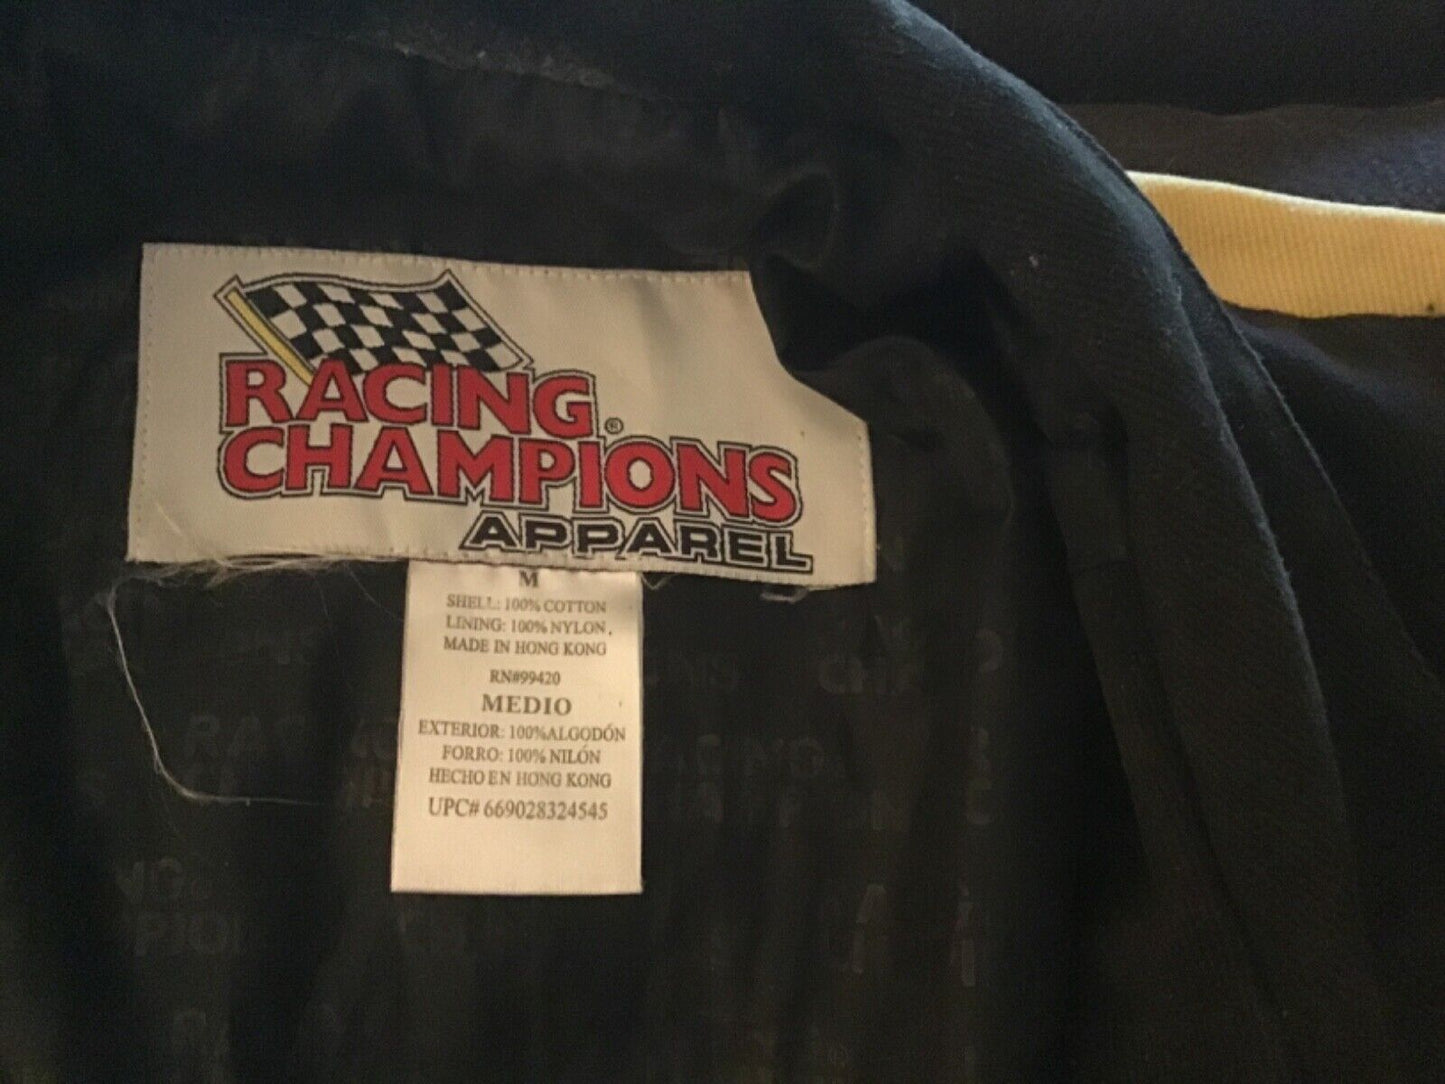 RACING
CHAMPIONS®
APPAREL
M
SHELL: 100% COTTON
LINING: 100% NYLON,
MADE IN HONG KONG
RN#99420
MEDIO
EXTERIOR: 100%ALGODÓN
FORRO: 100% NILÓN
HECHO EN HONG KONG
UPC# 669028324545